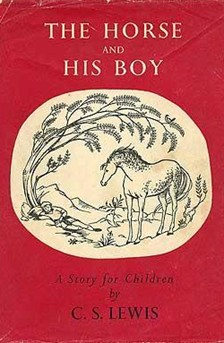 THE HORSE
AND
HIS BOY
A Story for Children
by
C. S. LEWIS